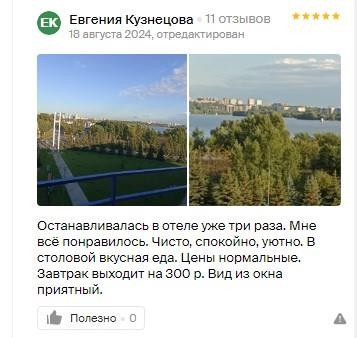 ЕК Евгения Кузнецова • 11 отзывов
18 августа 2024, отредактирован
Останавливалась в отеле уже три раза. Мне
всё понравилось. Чисто, спокойно, уютно. В
столовой вкусная еда. Цены нормальные.
Завтрак выходит на 300 р. Вид из окна
приятный.
Полезно • 0